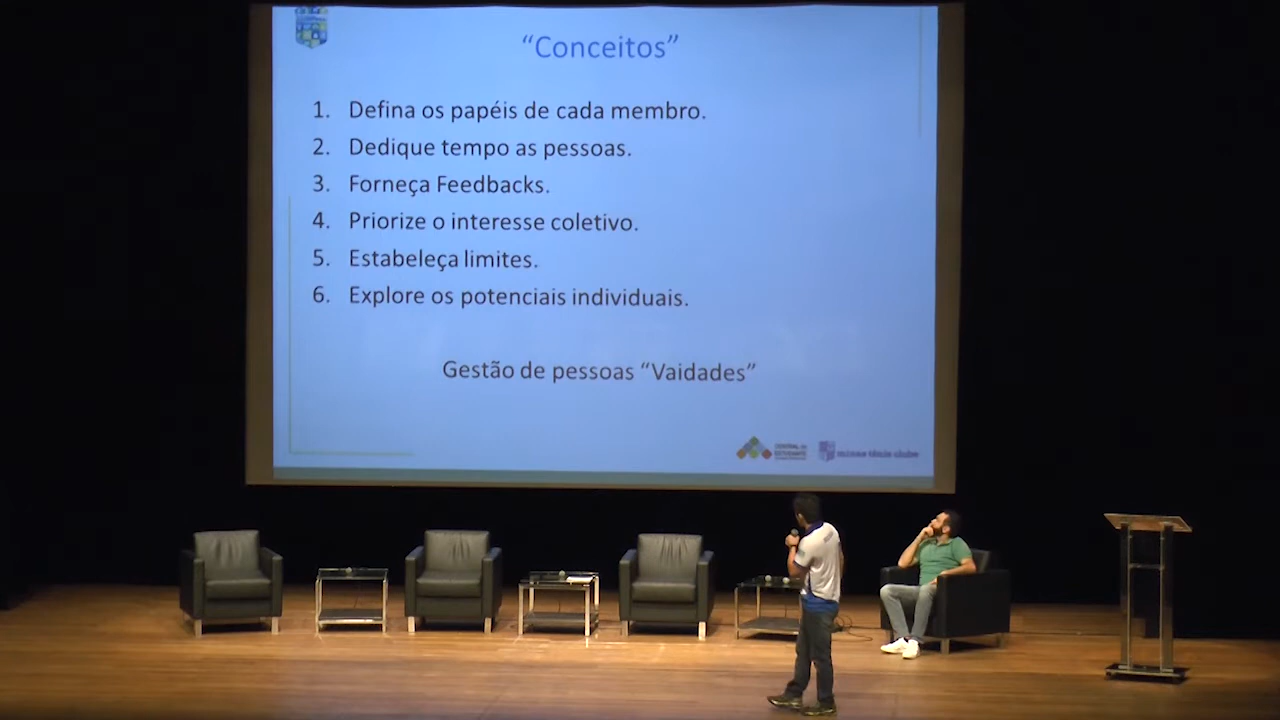 “Conceitos”
1. Defina os papéis de cada membro.
2. Dedique tempo as pessoas.
3. Forneça Feedbacks.
4. Priorize o interesse coletivo.
5. Estabeleça limites.
6. Explore os potenciais individuais.
Gestão de pessoas “Vaidades”